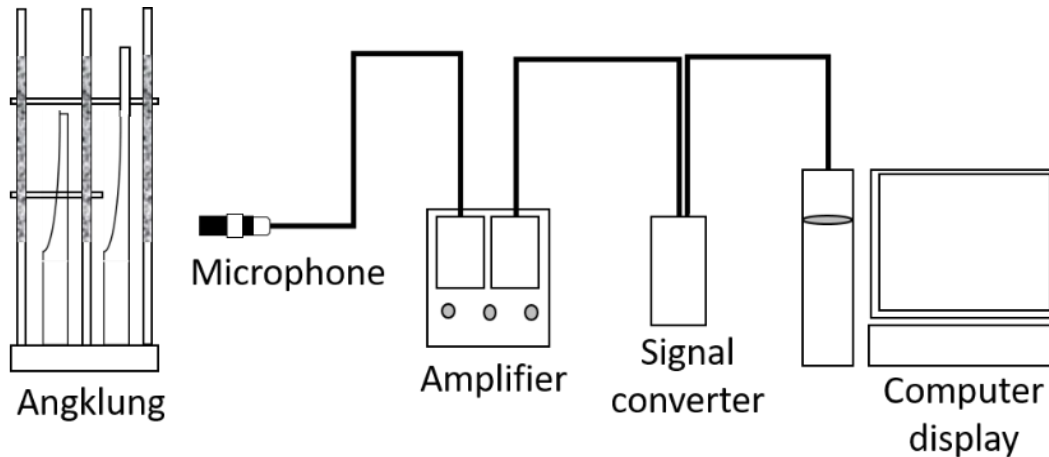 Angklung
Microphone
Amplifier
Signal
converter
Computer
display